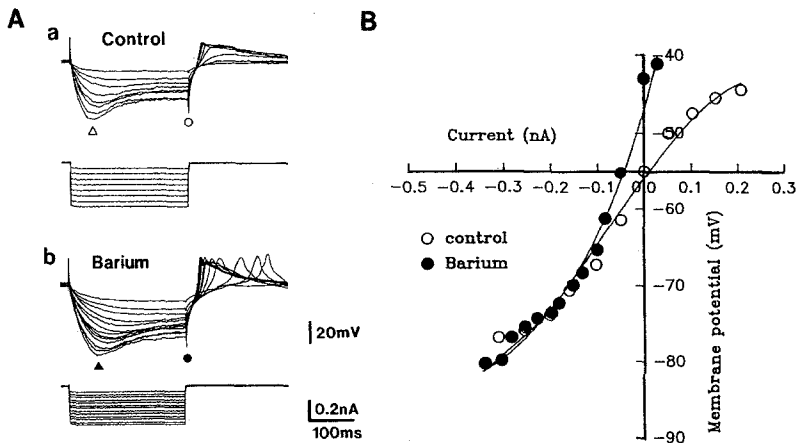 A
a
Control
b
Barium
20mV
0.2nA
100ms
B
Current (nA)
-0.5 -0.4 -0.3 -0.2 -0.1 0.0 0.1 0.2 0.3
-40
-50
-60
-70
-80
-90
control
Barium
Membrane potential (mV)